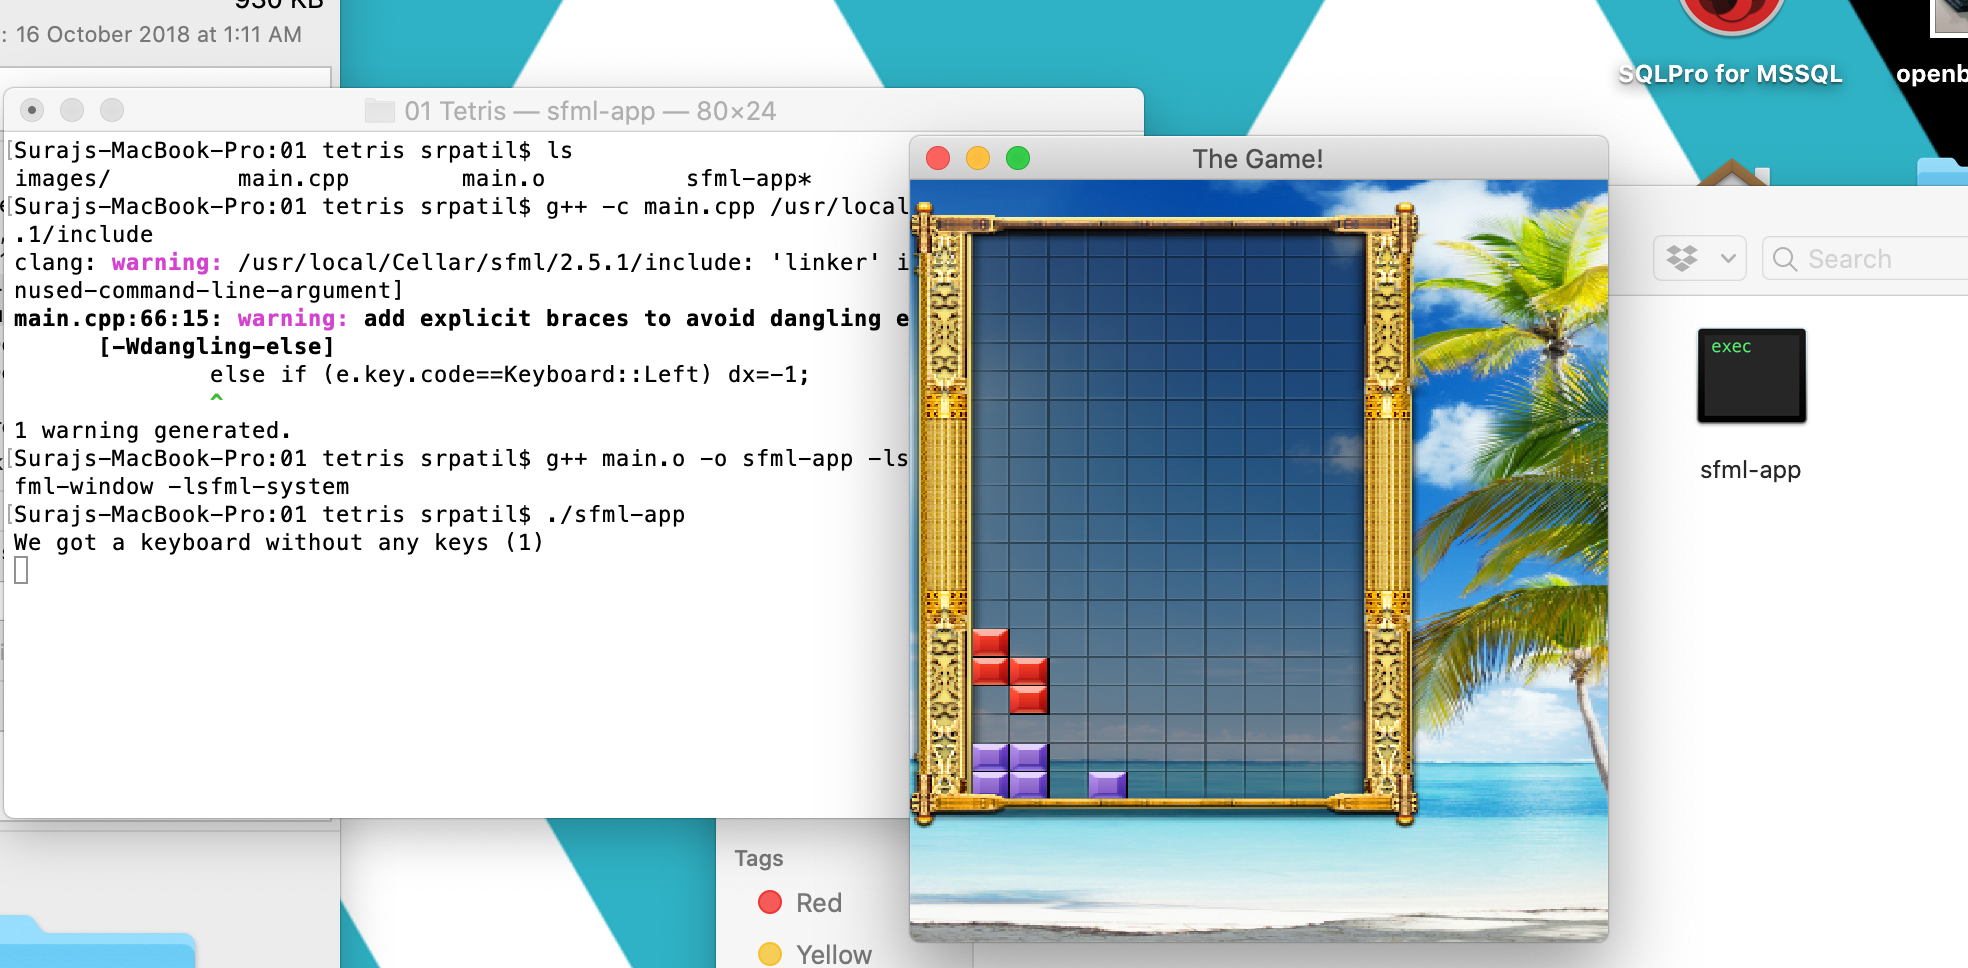 930 KB
: 16 October 2018 at 1:11 AM
SQLPro for MSSQL
openb
01 Tetris — sfml-app — 80×24
[Surajs-MacBook-Pro:01 tetris srpatil$ ls
images/ main.cpp main.o sfml-app*
[Surajs-MacBook-Pro:01 tetris srpatil$ g++ -c main.cpp /usr/local
.1/include
clang: warning: /usr/local/Cellar/sfml/2.5.1/include: 'linker' i
nused-command-line-argument]
main.cpp:66:15: warning: add explicit braces to avoid dangling e
[-Wdangling-else]
else if (e.key.code==Keyboard::Left) dx=-1;
^
1 warning generated.
[Surajs-MacBook-Pro:01 tetris srpatil$ g++ main.o -o sfml-app -ls
fml-window -lsfml-system
[Surajs-MacBook-Pro:01 tetris srpatil$ ./sfml-app
We got a keyboard without any keys (1)
The Game!
Search
exec
sfml-app
Tags
Red
Yellow